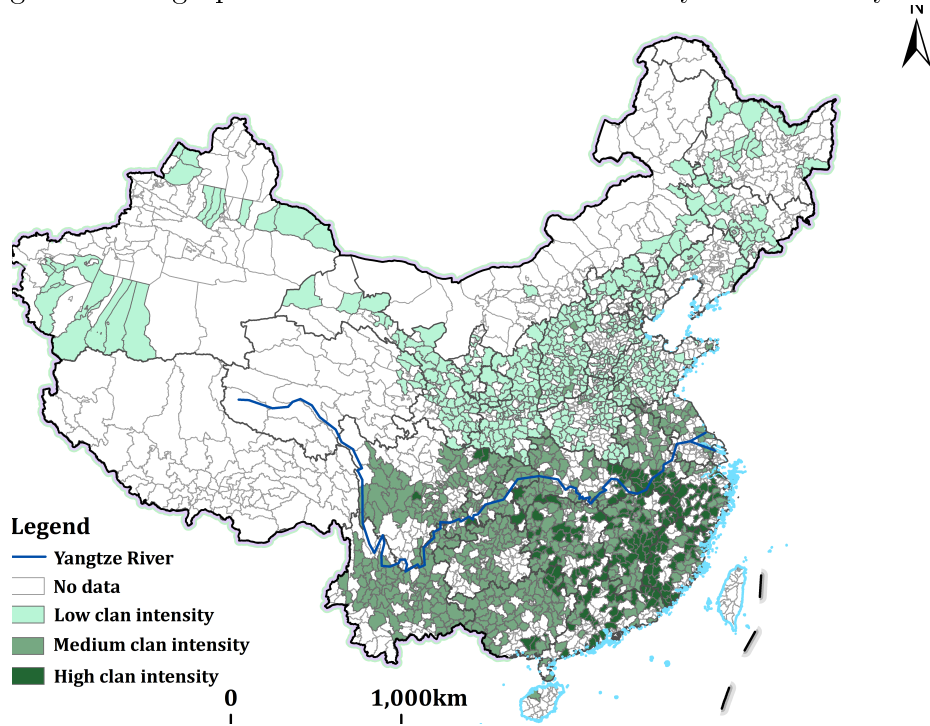 N
Legend
Yangtze River
No data
Low clan intensity
Medium clan intensity
High clan intensity
0 1,000km